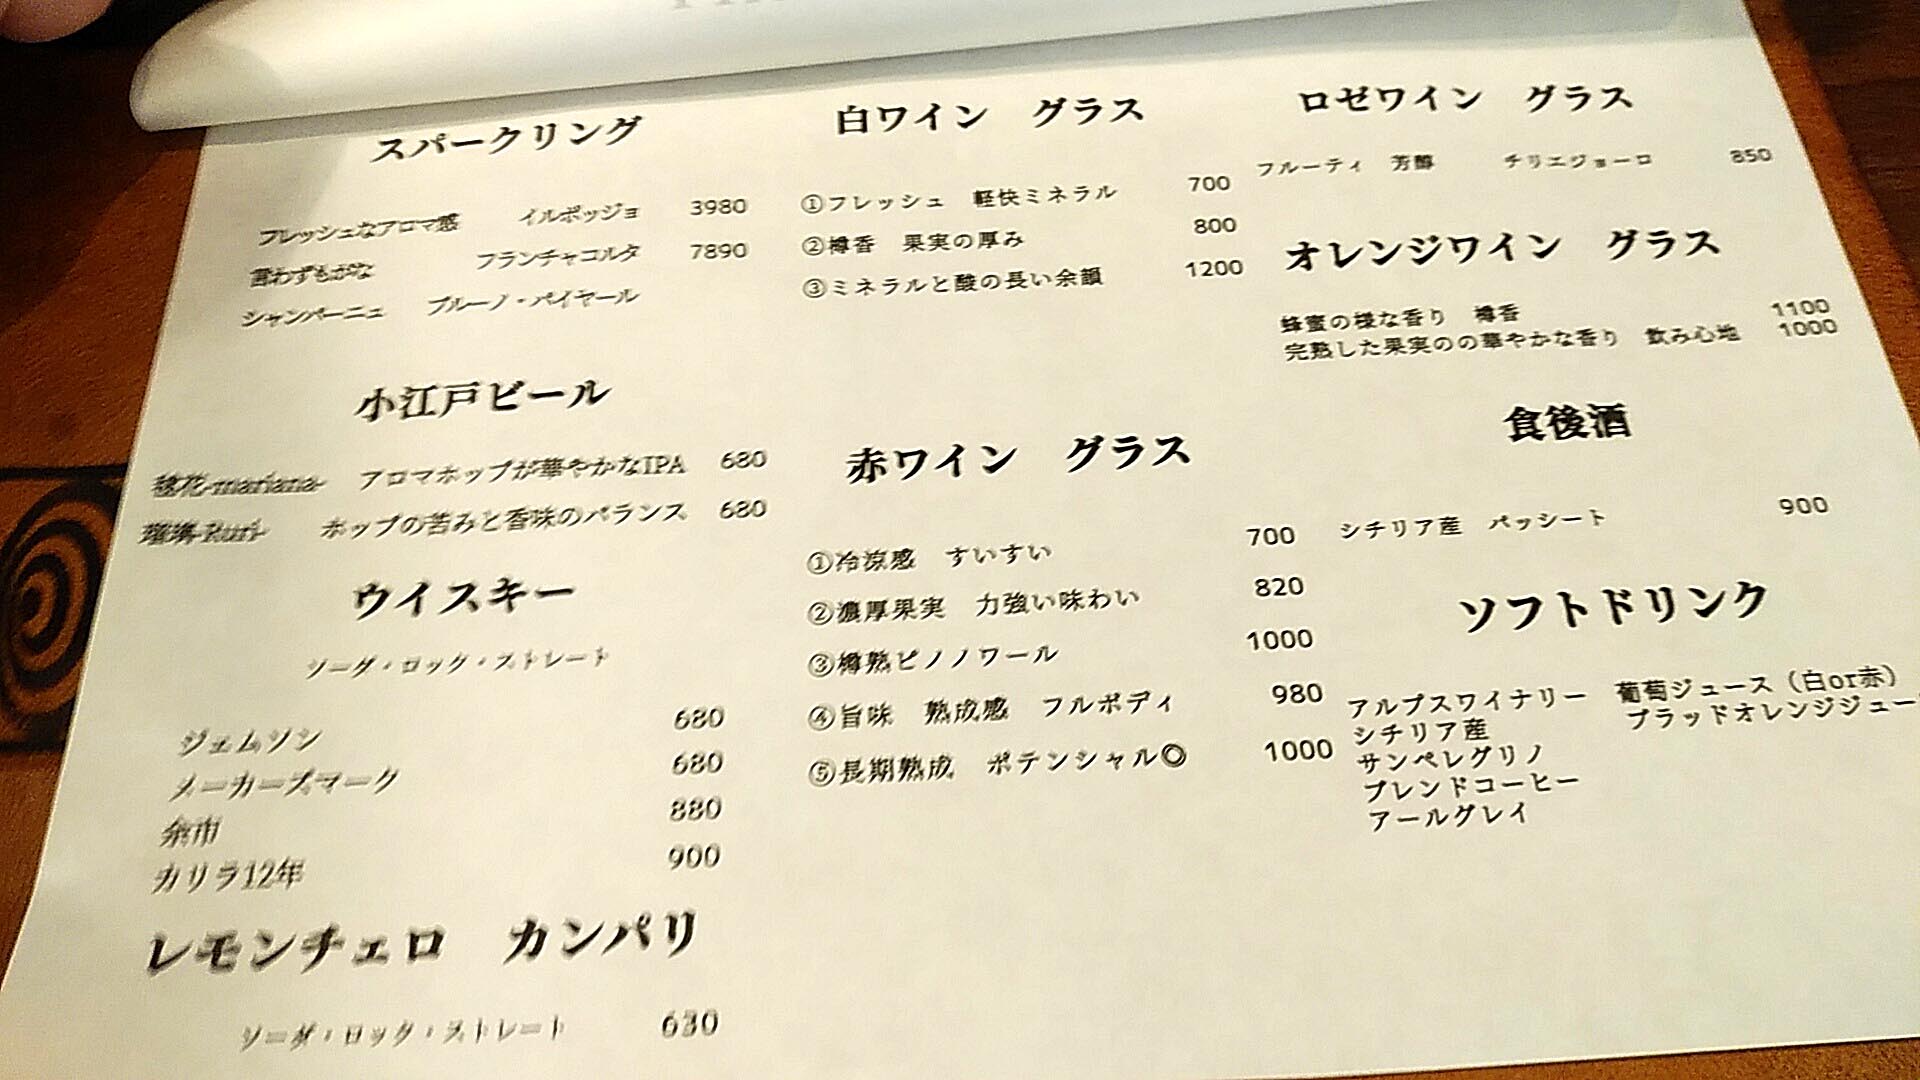 スパークリング
フレッシュなアロマ感　イルポッジョ　3980
言わずもがな　フランチャコルタ　7890
シャンパーニュ　ブルーノ・パイヤール
小江戸ビール
毬花-mariana-　アロマホップが華やかなIPA　680
瑠璃-Ruri-　ホップの苦みと香味のバランス　680
ウイスキー
ソーダ・ロック・ストレート
ジェムソン　680
メーカーズマーク　680
余市　880
カリラ12年　900
レモンチェロ　カンパリ
ソーダ・ロック・ストレート　630
白ワイン　グラス
①フレッシュ　軽快ミネラル　700
②樽香　果実の厚み　800
③ミネラルと酸の長い余韻　1200
赤ワイン　グラス
①冷涼感　すいすい　700
②濃厚果実　力強い味わい　820
③樽熟ピノノワール　1000
④旨味　熟成感　フルボディ　980
⑤長期熟成　ポテンシャル◎　1000
ロゼワイン　グラス
フルーティ　芳醇　チリエジョーロ　850
オレンジワイン　グラス
蜂蜜の様な香り　樽香　1100
完熟した果実のの華やかな香り　飲み心地　1000
食後酒
シチリア産　パッシート　900
ソフトドリンク
アルプスワイナリー　葡萄ジュース（白or赤）
シチリア産　ブラッドオレンジジュー
サンペレグリノ
ブレンドコーヒー
アールグレイ